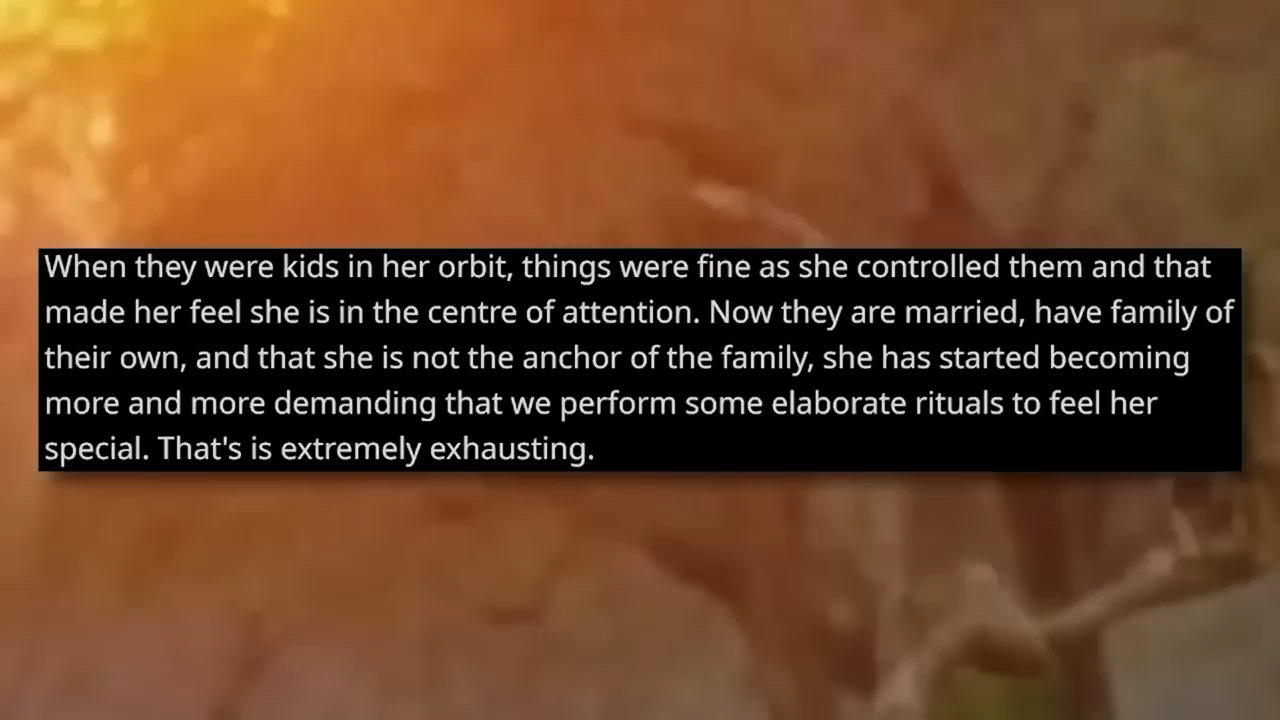 When they were kids in her orbit, things were fine as she controlled them and that
made her feel she is in the centre of attention. Now they are married, have family of
their own, and that she is not the anchor of the family, she has started becoming
more and more demanding that we perform some elaborate rituals to feel her
special. That's is extremely exhausting.